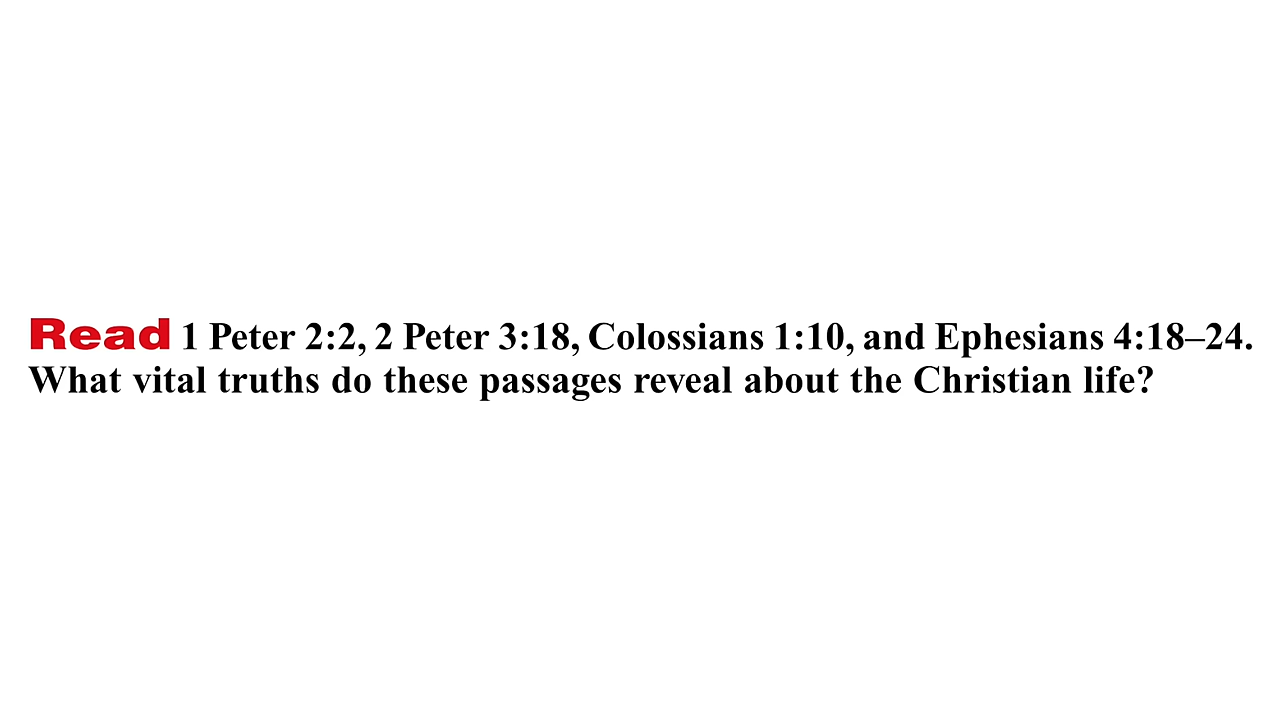 Read 1 Peter 2:2, 2 Peter 3:18, Colossians 1:10, and Ephesians 4:18–24.
What vital truths do these passages reveal about the Christian life?